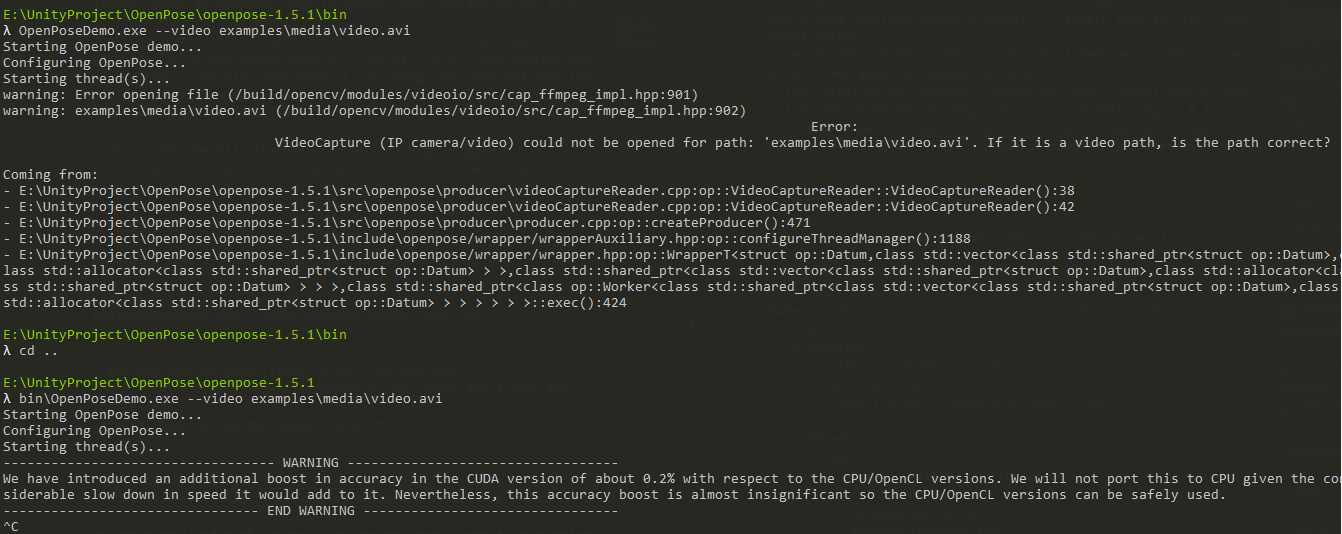 E:\UnityProject\OpenPose\openpose-1.5.1\bin
λ OpenPoseDemo.exe --video examples\media\video.avi
Starting OpenPose demo...
Configuring OpenPose...
Starting thread(s)...
warning: Error opening file (/build/opencv/modules/videoio/src/cap_ffmpeg_impl.hpp:901)
warning: examples\media\video.avi (/build/opencv/modules/videoio/src/cap_ffmpeg_impl.hpp:902)
Error:
VideoCapture (IP camera/video) could not be opened for path: 'examples\media\video.avi'. If it is a video path, is the path correct?
Coming from:
- E:\UnityProject\OpenPose\openpose-1.5.1\src\openpose\producer\videoCaptureReader.cpp:op::VideoCaptureReader::VideoCaptureReader():38
- E:\UnityProject\OpenPose\openpose-1.5.1\src\openpose\producer\videoCaptureReader.cpp:op::VideoCaptureReader::VideoCaptureReader():42
- E:\UnityProject\OpenPose\openpose-1.5.1\src\openpose\producer\producer.cpp:op::createProducer():471
- E:\UnityProject\OpenPose\openpose-1.5.1\include\openpose/wrapper/wrapperAuxiliary.hpp:op::configureThreadManager():1188
- E:\UnityProject\OpenPose\openpose-1.5.1\include\openpose/wrapper/wrapper.hpp:op::WrapperT<struct op::Datum,class std::vector<class std::shared_ptr<struct op::Datum>,c
lass std::allocator<class std::shared_ptr<struct op::Datum> > >,class std::shared_ptr<class std::vector<class std::shared_ptr<struct op::Datum>,class std::allocator<cla
ss std::shared_ptr<struct op::Datum> > > >,class std::shared_ptr<class op::Worker<class std::shared_ptr<class std::vector<class std::shared_ptr<struct op::Datum>,class
std::allocator<class std::shared_ptr<struct op::Datum> > > > > > >::exec():424
E:\UnityProject\OpenPose\openpose-1.5.1\bin
λ cd ..
E:\UnityProject\OpenPose\openpose-1.5.1
λ bin\OpenPoseDemo.exe --video examples\media\video.avi
Starting OpenPose demo...
Configuring OpenPose...
Starting thread(s)...
---------------------------------- WARNING ----------------------------------
We have introduced an additional boost in accuracy in the CUDA version of about 0.2% with respect to the CPU/OpenCL versions. We will not port this to CPU given the con
siderable slow down in speed it would add to it. Nevertheless, this accuracy boost is almost insignificant so the CPU/OpenCL versions can be safely used.
-------------------------------- END WARNING --------------------------------
^C